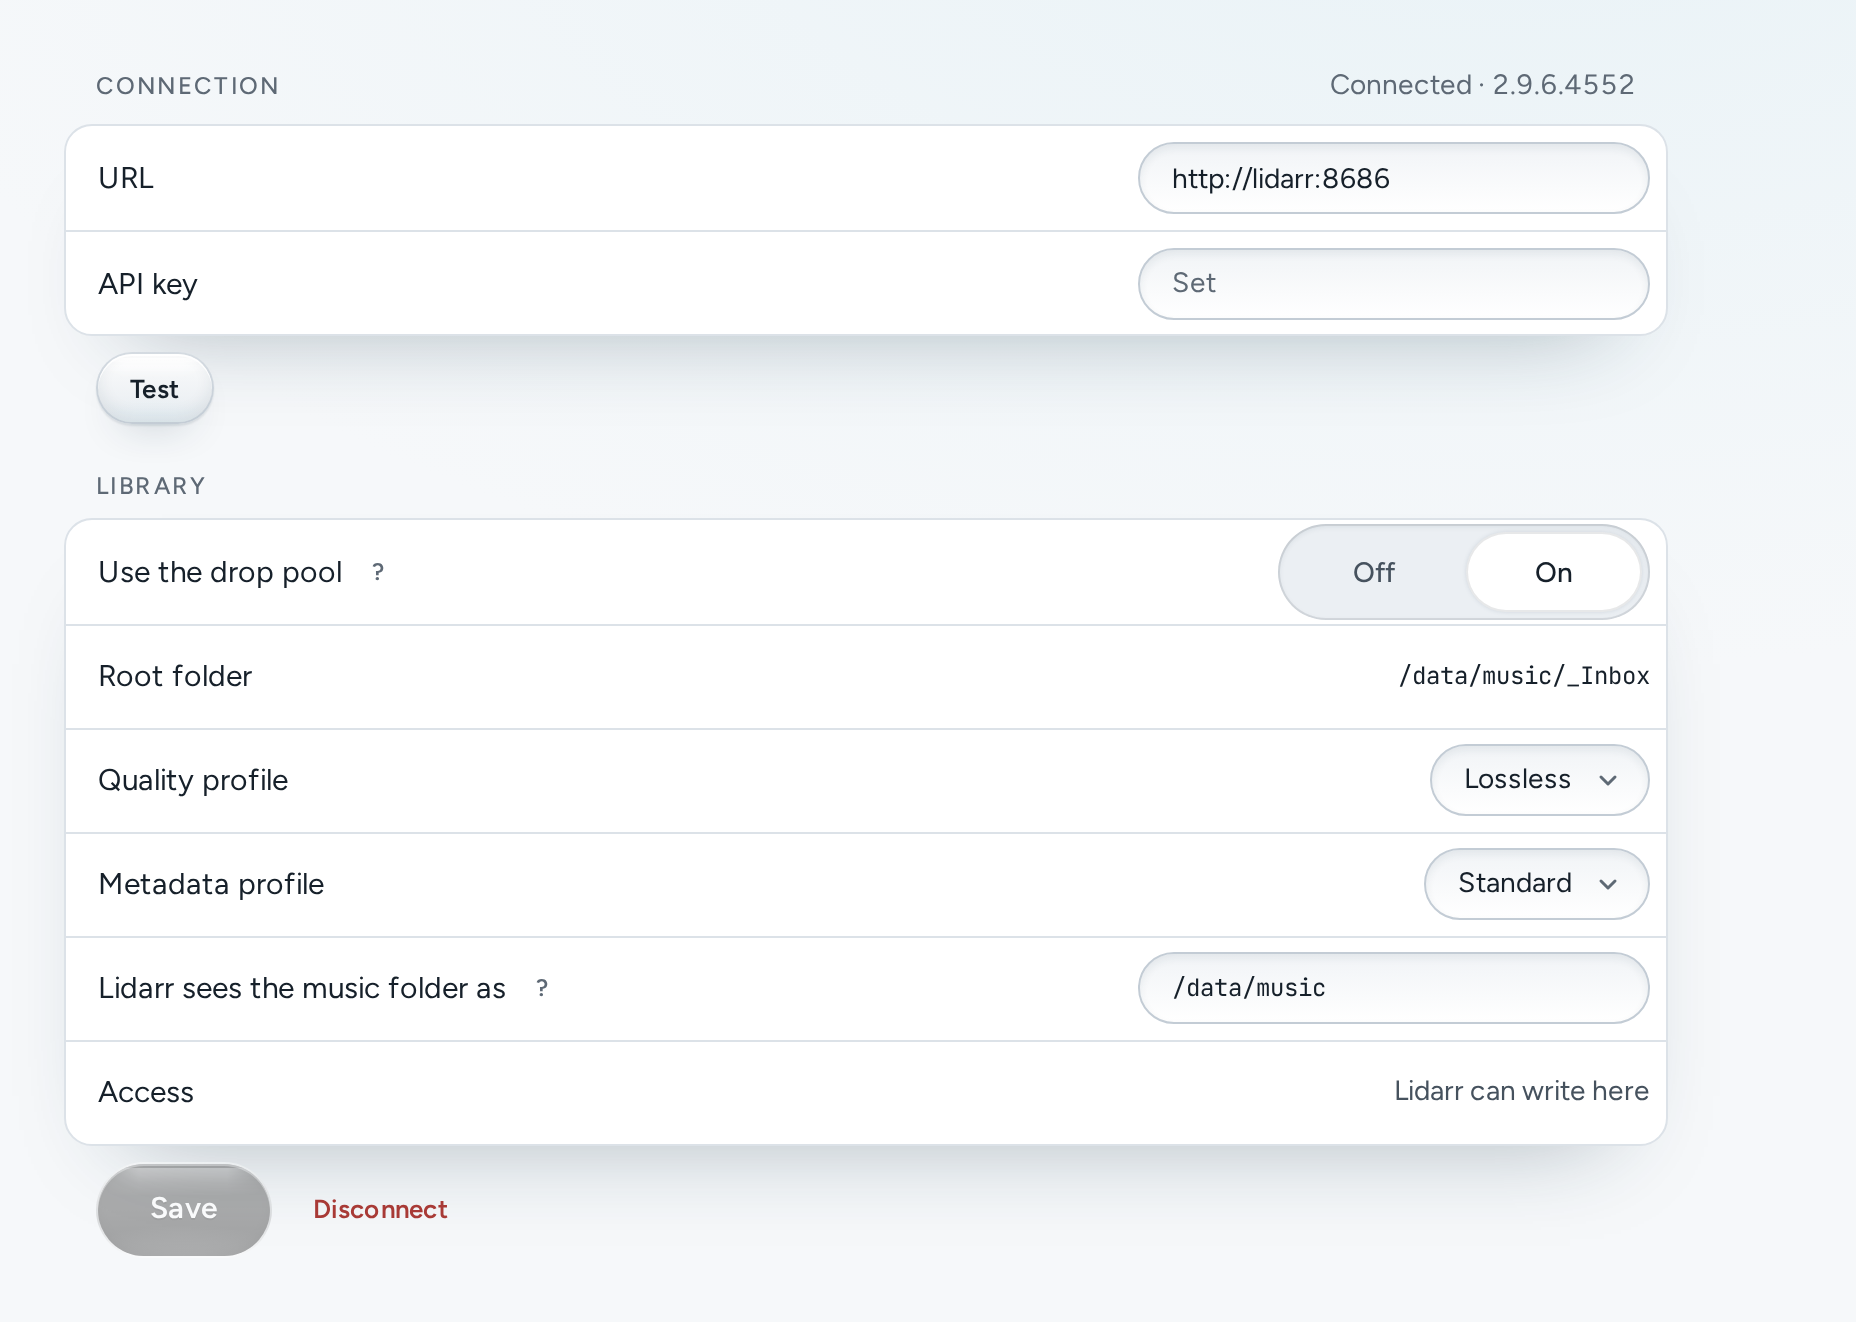 CONNECTION Connected · 2.9.6.4552
URL http://lidarr:8686
API key Set
Test
LIBRARY
Use the drop pool ? Off On
Root folder /data/music/_Inbox
Quality profile Lossless
Metadata profile Standard
Lidarr sees the music folder as ? /data/music
Access Lidarr can write here
Save Disconnect